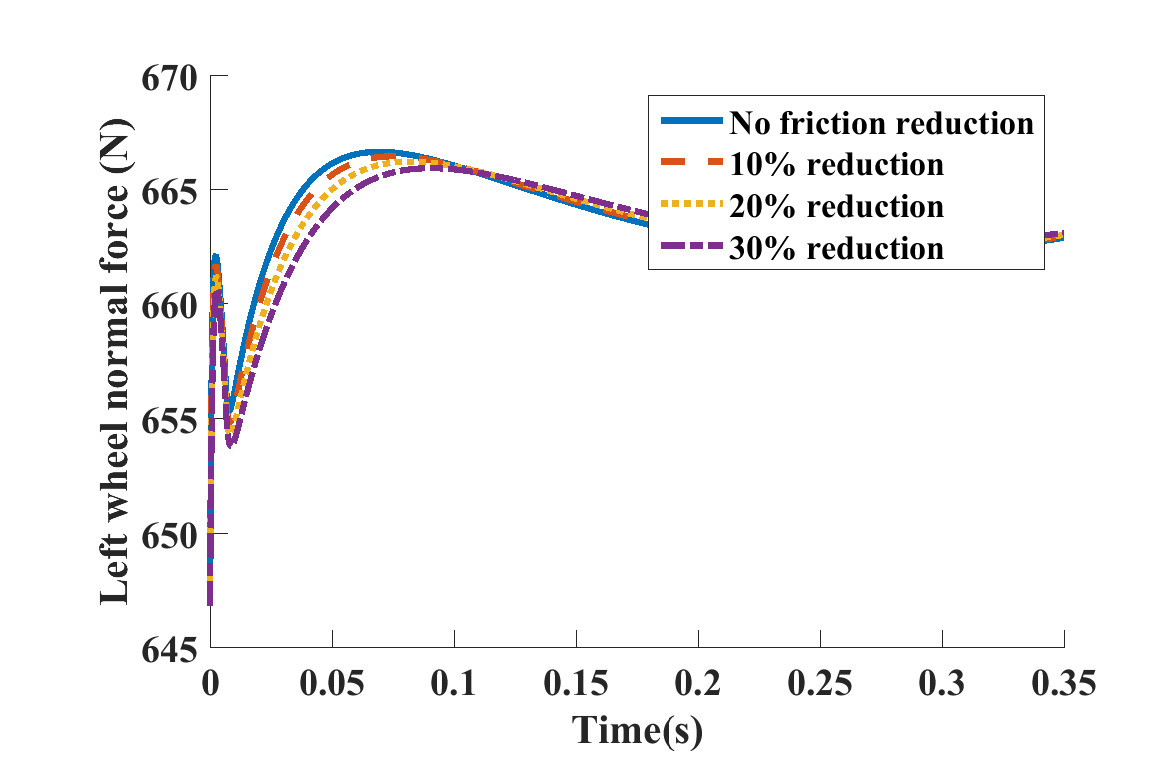 670
665
660
655
650
645
Left wheel normal force (N)
No friction reduction
10% reduction
20% reduction
30% reduction
0 0.05 0.1 0.15 0.2 0.25 0.3 0.35
Time(s)